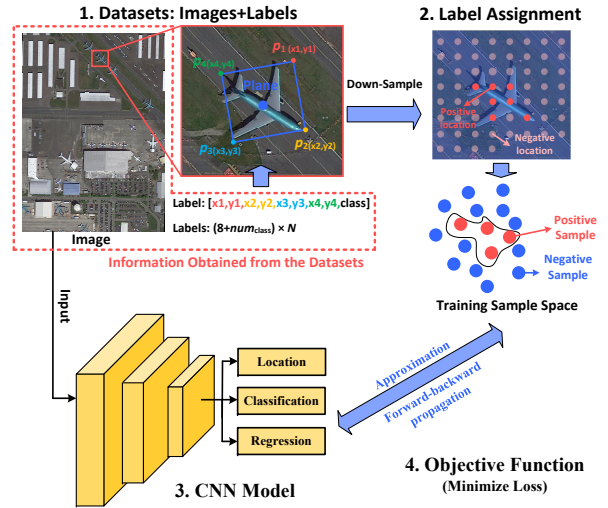 1. Datasets: Images+Labels
2. Label Assignment
p1 (x1,y1)
p4(x4,y4)
Plane
p3(x3,y3)
p2(x2,y2)
Down-Sample
Positive
location
Negative
location
Label: [x1,y1,x2,y2,x3,y3,x4,y4,class]
Labels: (8+numclass) × N
Image
Information Obtained from the Datasets
Positive
Sample
Negative
Sample
Training Sample Space
Input
Location
Classification
Regression
Approximation
Forward-backward
propagation
3. CNN Model
4. Objective Function
(Minimize Loss)